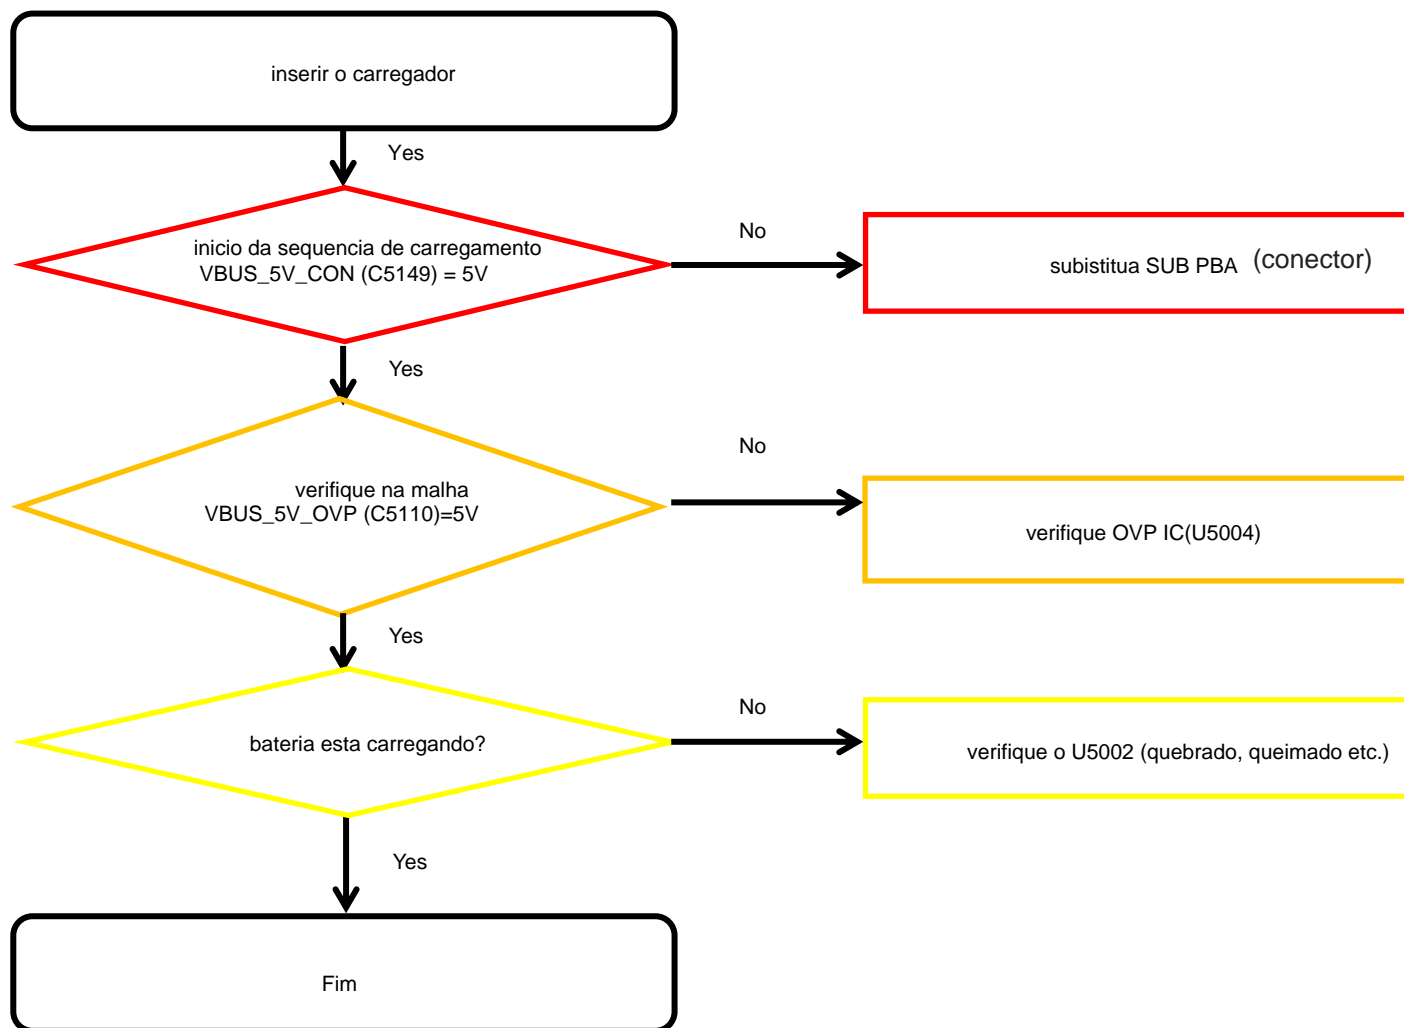 inserir o carregador
Yes
inicio da sequencia de carregamento
VBUS_5V_CON (C5149) = 5V
No
subistitua SUB PBA (conector)
Yes
verifique na malha
VBUS_5V_OVP (C5110)=5V
No
verifique OVP IC(U5004)
Yes
bateria esta carregando?
No
verifique o U5002 (quebrado, queimado etc.)
Yes
Fim